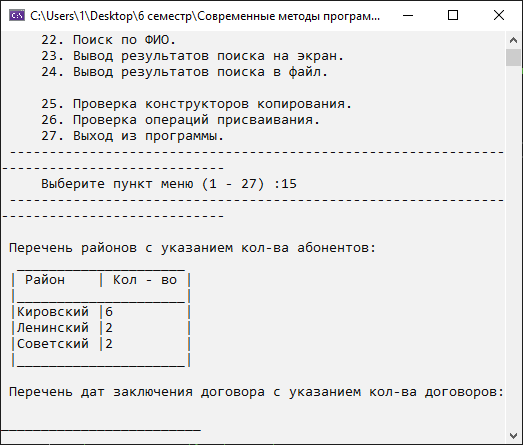 C:\Users\1\Desktop\6 семестр\Современные методы програм...
22. Поиск по ФИО.
23. Вывод результатов поиска на экран.
24. Вывод результатов поиска в файл.
25. Проверка конструкторов копирования.
26. Проверка операций присваивания.
27. Выход из программы.
--------------------------------------------------------------
----------------------------
Выберите пункт меню (1 - 27) :15
--------------------------------------------------------------
----------------------------
Перечень районов с указанием кол-ва абонентов:
_____________________
| Район    | Кол - во |
|_____________________|
|Кировский |6         |
|Ленинский |2         |
|Советский |2         |
|_____________________|
Перечень дат заключения договора с указанием кол-ва договоров:
_________________________